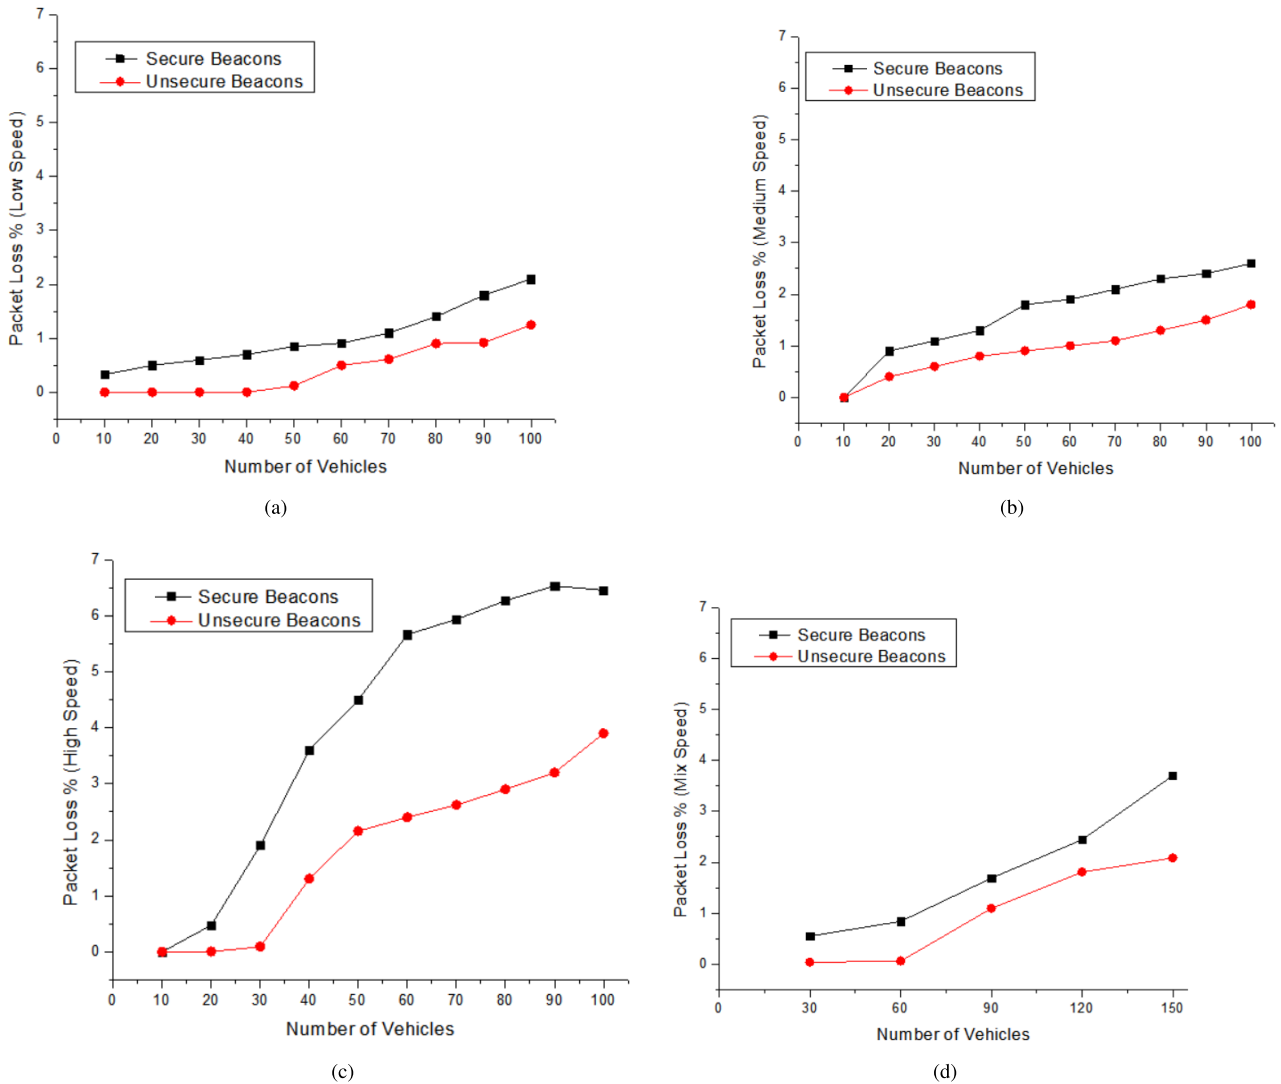 7
6
5
4
3
2
1
0
Packet Loss % (Low Speed)
Secure Beacons
Unsecure Beacons
0 10 20 30 40 50 60 70 80 90 100
Number of Vehicles
(a)
7
6
5
4
3
2
1
0
Packet Loss % (Medium Speed)
Secure Beacons
Unsecure Beacons
0 10 20 30 40 50 60 70 80 90 100
Number of Vehicles
(b)
7
6
5
4
3
2
1
0
Packet Loss % (High Speed)
Secure Beacons
Unsecure Beacons
0 10 20 30 40 50 60 70 80 90 100
Number of Vehicles
(c)
7
6
5
4
3
2
1
0
Packet Loss % (Mix Speed)
Secure Beacons
Unsecure Beacons
0 30 60 90 120 150
Number of Vehicles
(d)